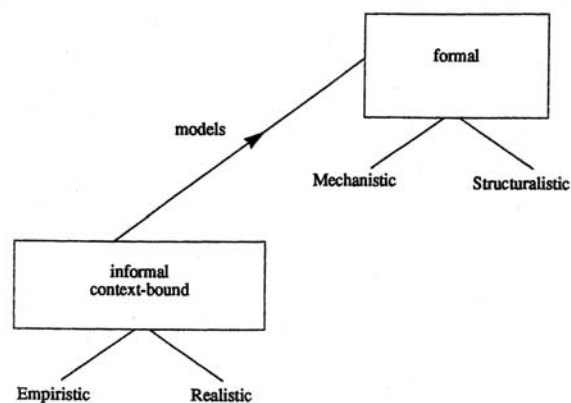 formal
models
Mechanistic Structuralistic
informal
context-bound
Empiristic Realistic